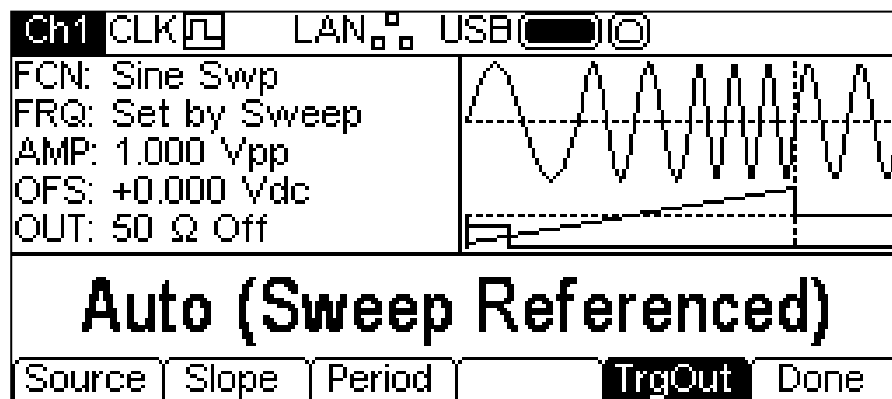 Ch1 CLK LAN USB
FCN: Sine Swp
FRQ: Set by Sweep
AMP: 1.000 Vpp
OFS: +0.000 Vdc
OUT: 50 Ω Off
Auto (Sweep Referenced)
Source Slope Period TrgOut Done